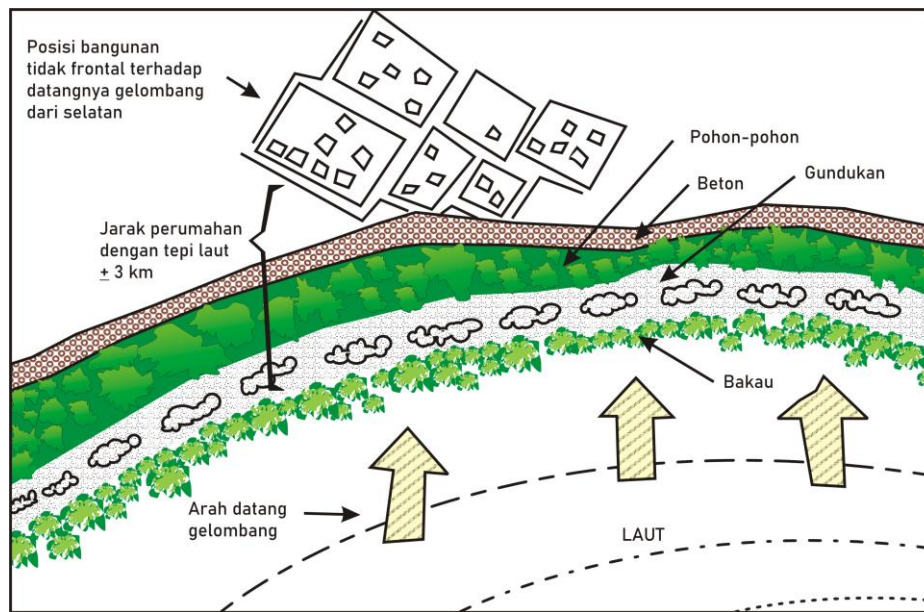 Posisi bangunan
tidak frontal terhadap
datangnya gelombang
dari selatan
Pohon-pohon
Gundukan
Beton
Jarak perumahan
dengan tepi laut
± 3 km
Bakau
Arah datang
gelombang
LAUT